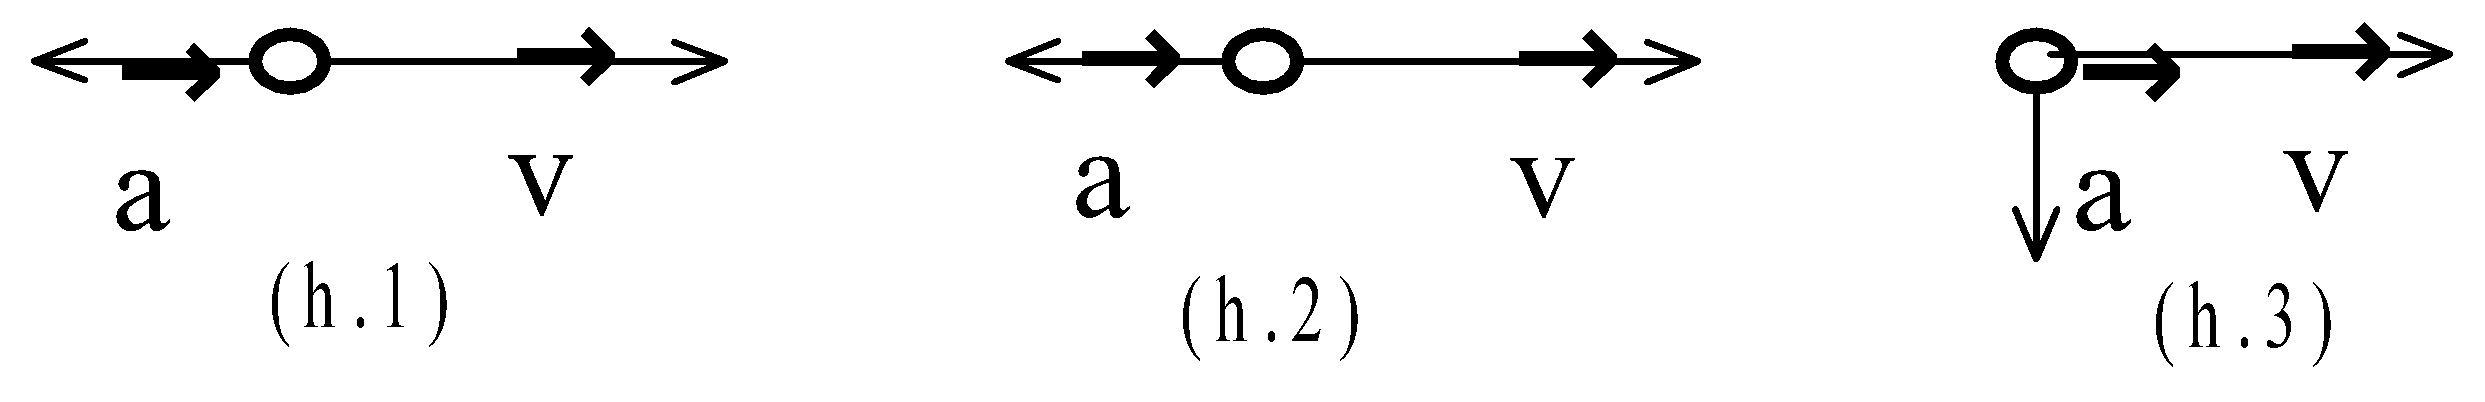 a v a v a v
(h.1) (h.2) (h.3)